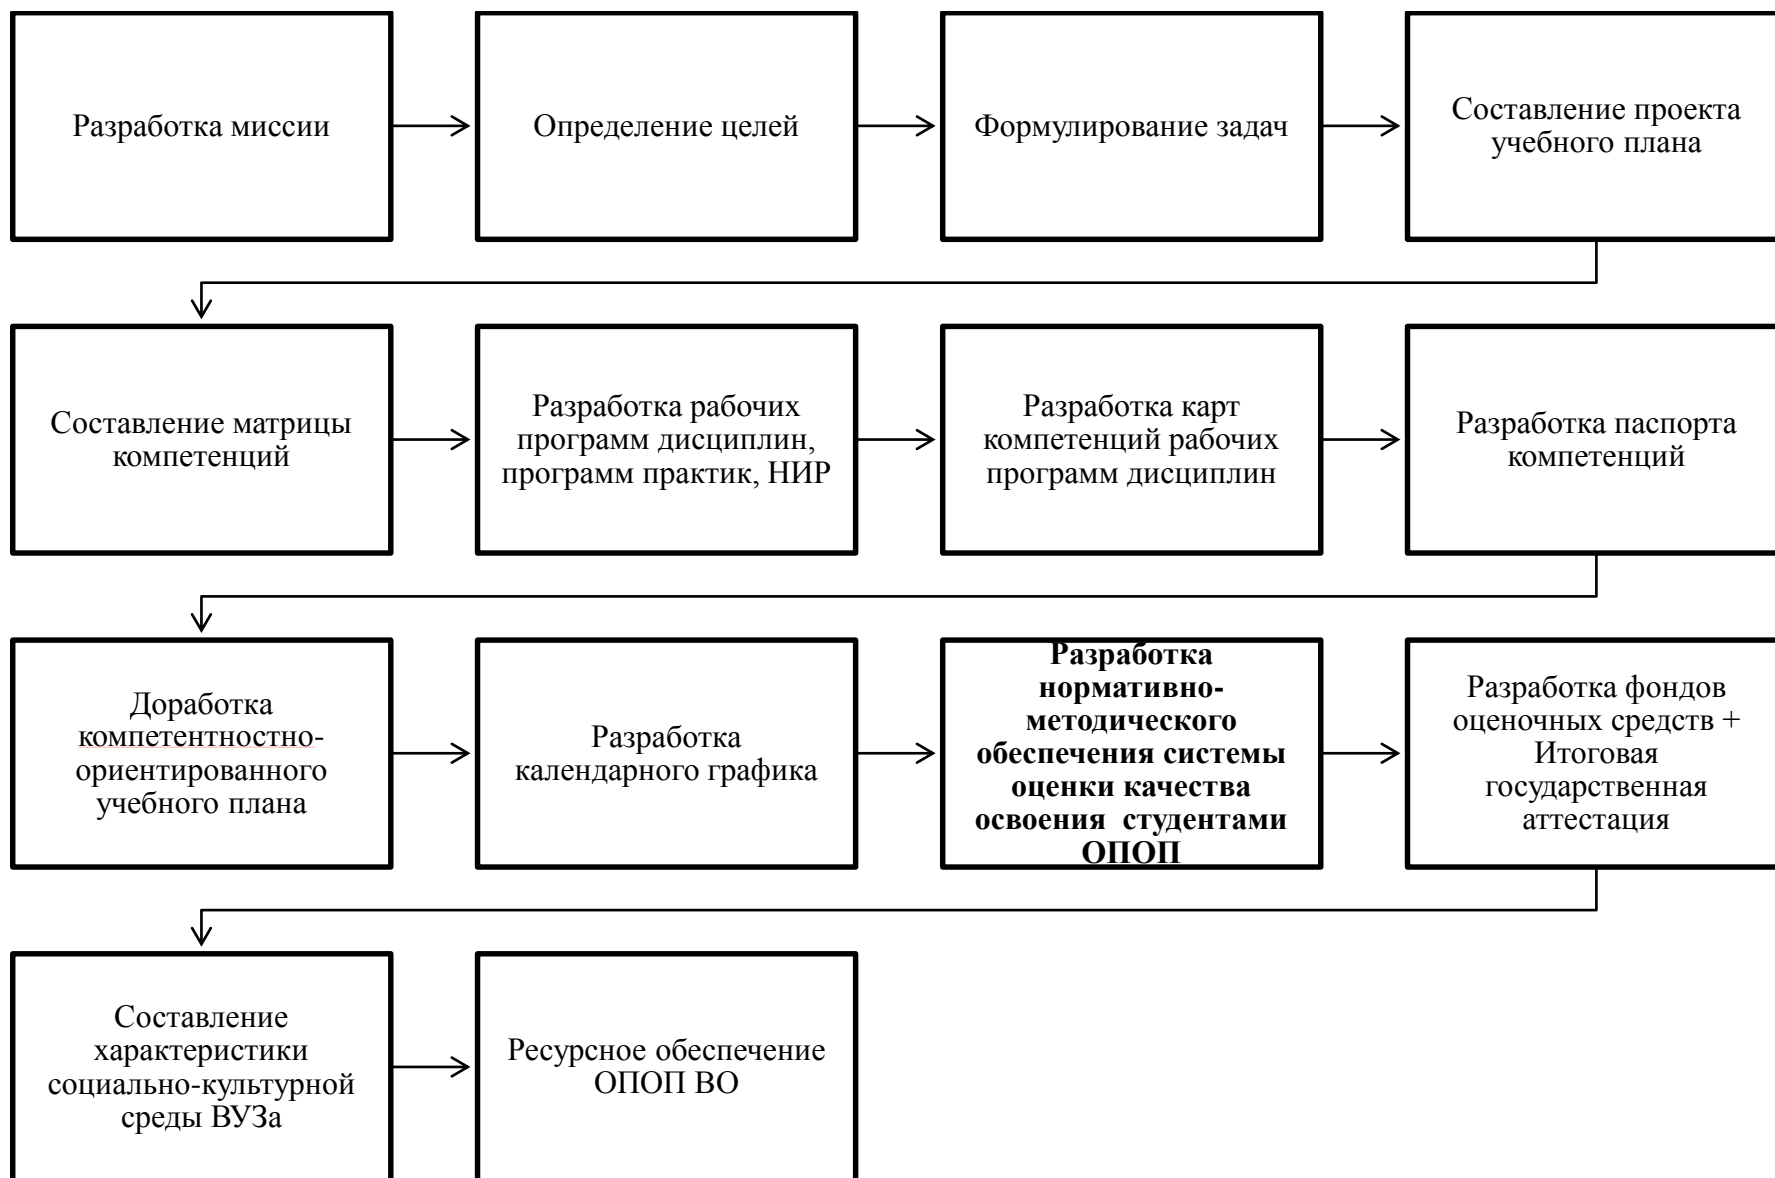 Разработка миссии
Определение целей
Формулирование задач
Составление проекта
учебного плана
Составление матрицы
компетенций
Разработка рабочих
программ дисциплин,
программ практик, НИР
Разработка карт
компетенций рабочих
программ дисциплин
Разработка паспорта
компетенций
Доработка
компетентностно-
ориентированного
учебного плана
Разработка
календарного графика
Разработка
нормативно-
методического
обеспечения системы
оценки качества
освоения студентами
ОПОП
Разработка фондов
оценочных средств +
Итоговая
государственная
аттестация
Составление
характеристики
социально-культурной
среды ВУЗа
Ресурсное обеспечение
ОПОП ВО